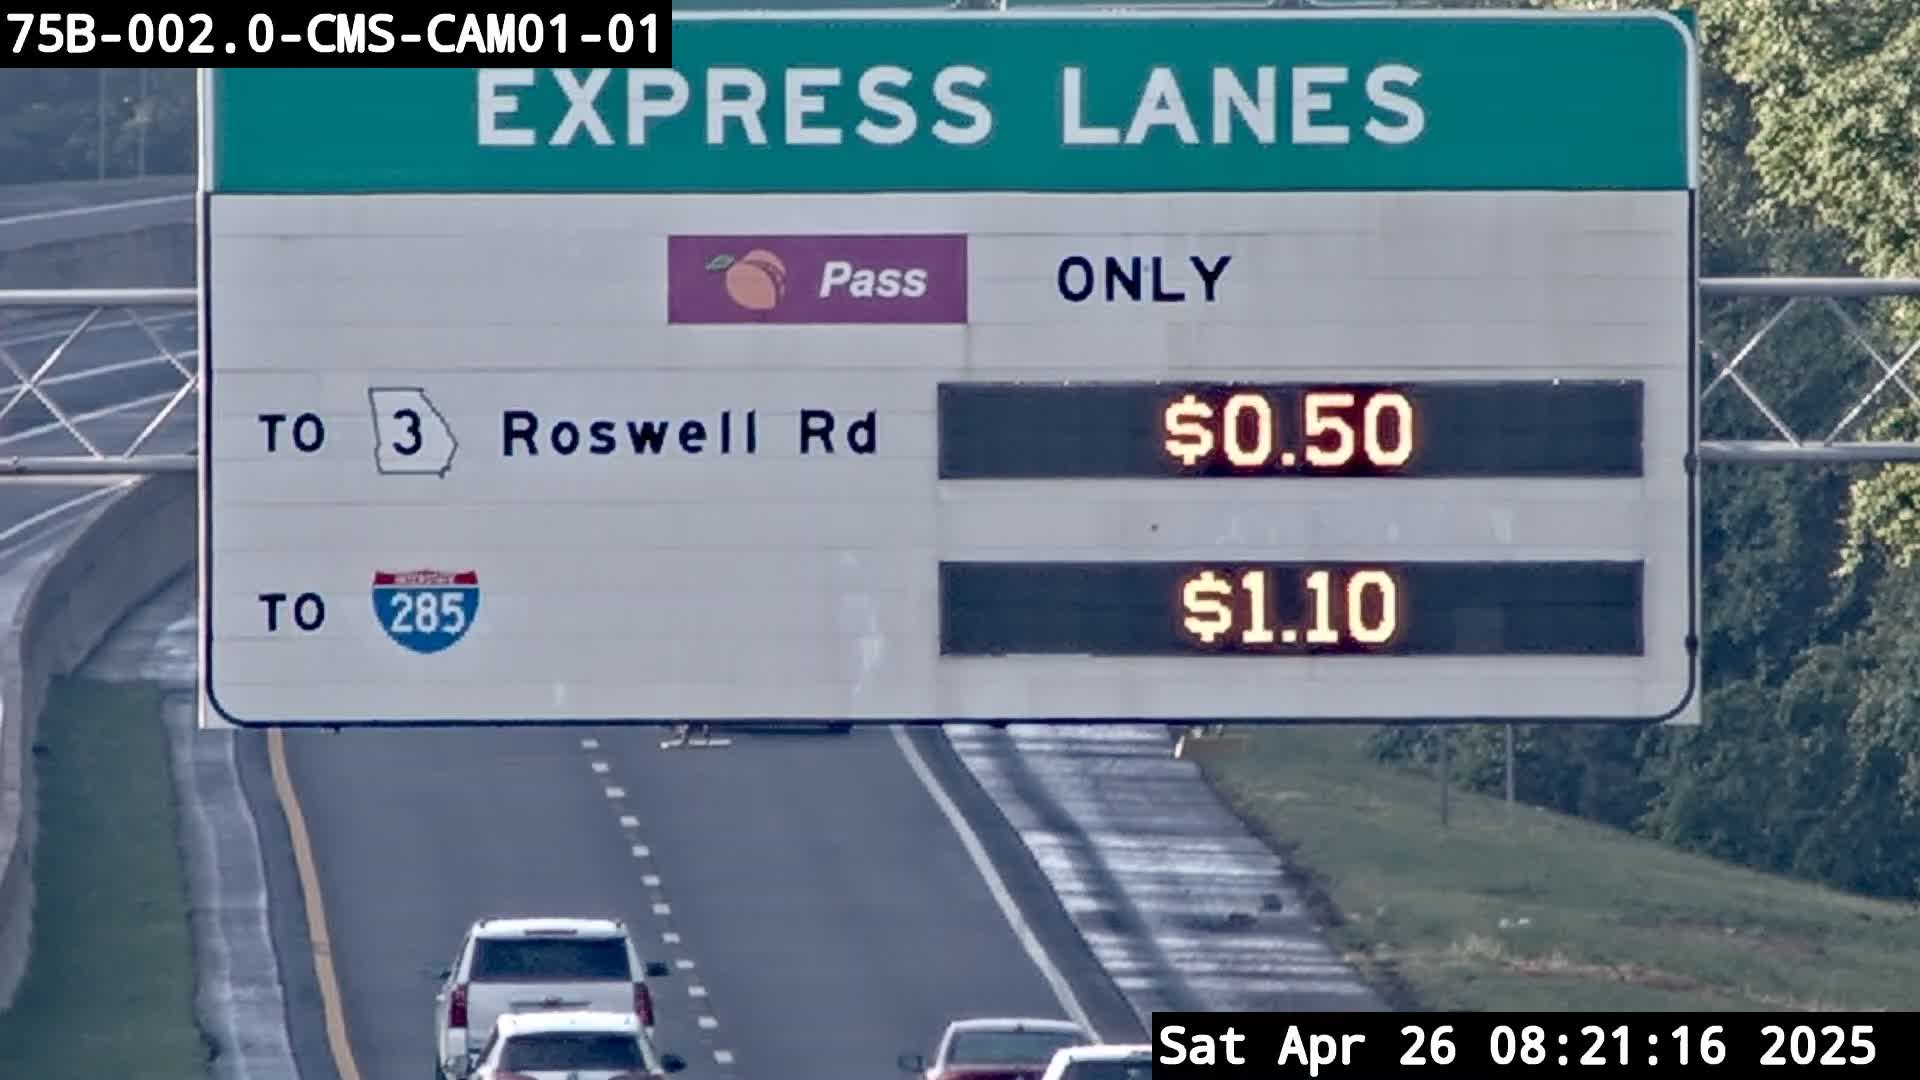 75B-002.0-CMS-CAM01-01
EXPRESS LANES
Pass ONLY
TO 3 Roswell Rd $0.50
TO INTERSTATE 285 $1.10
Sat Apr 26 08:21:16 2025